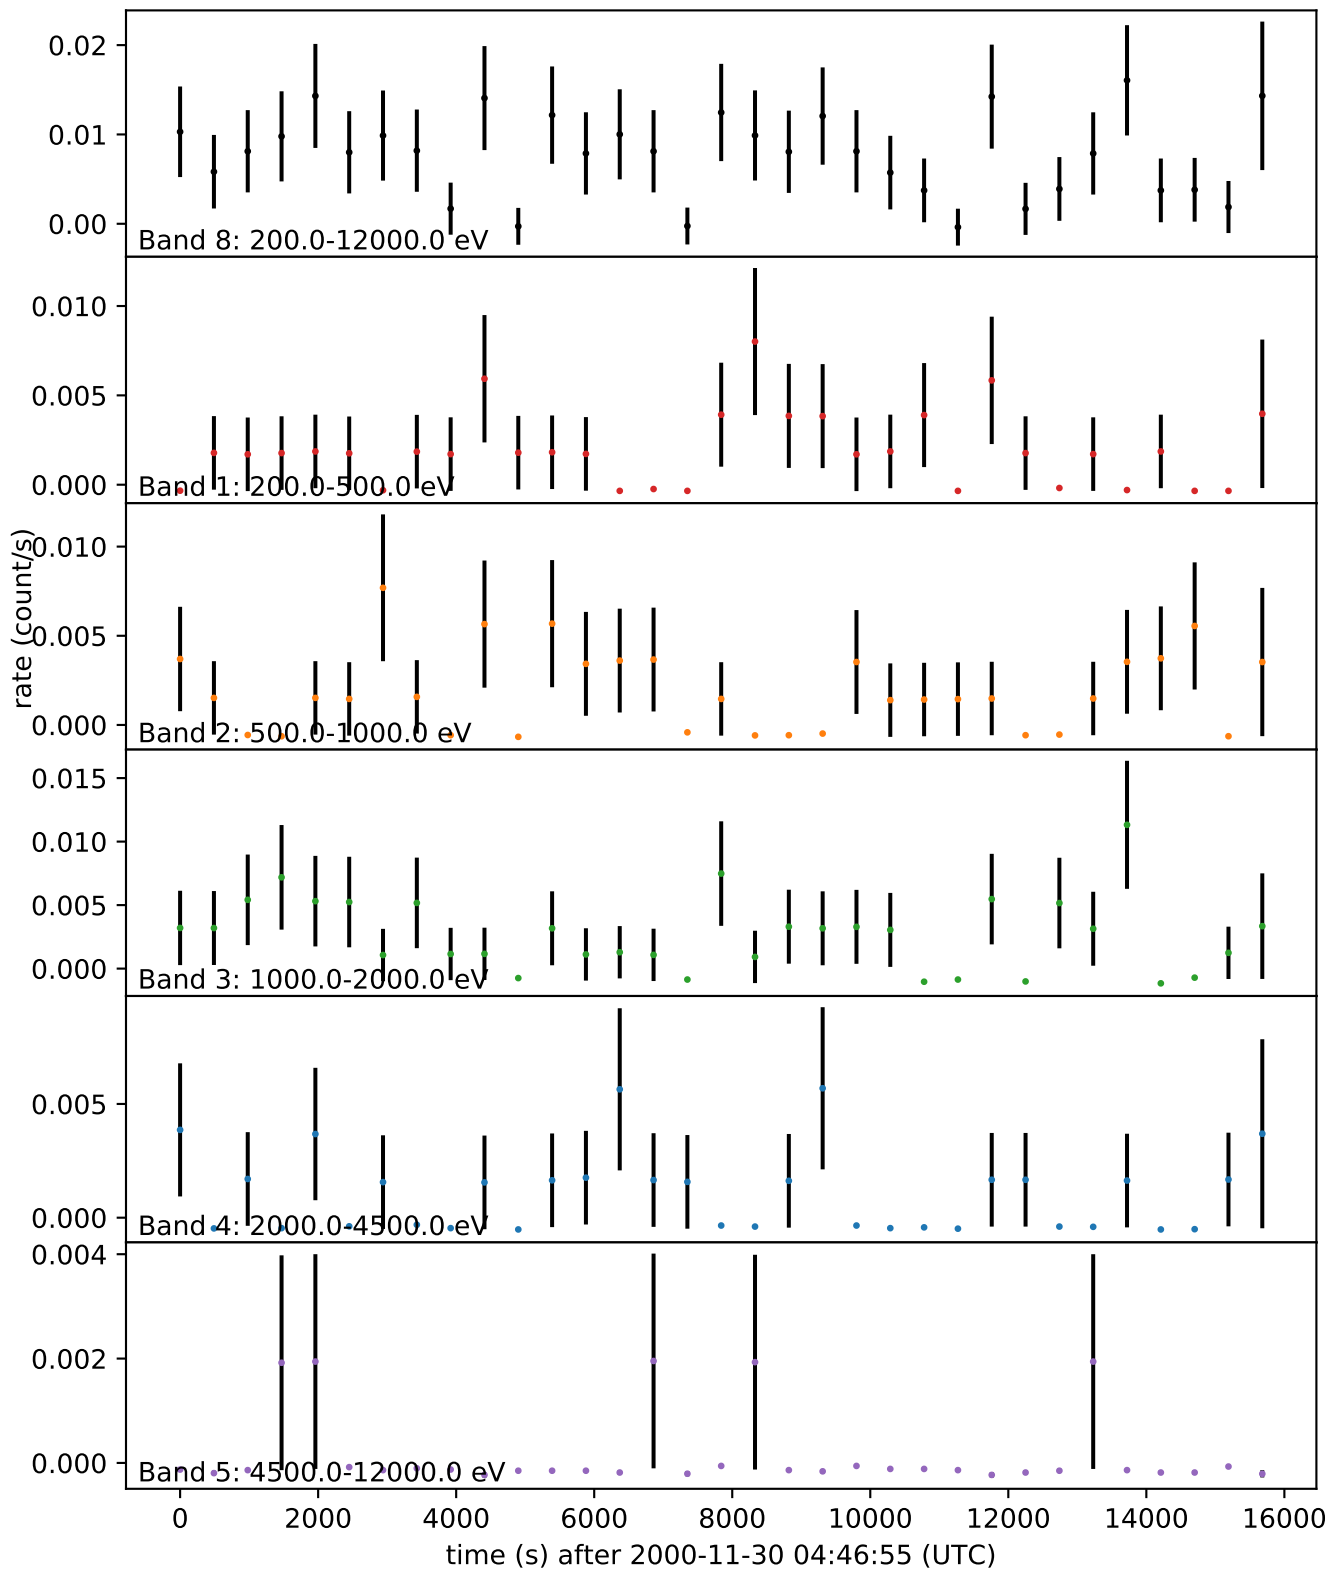 0.02
0.01
0.00
Band 8: 200.0-12000.0 eV
0.010
0.005
0.000
Band 1: 200.0-500.0 eV
rate (count/s)
0.010
0.005
0.000
Band 2: 500.0-1000.0 eV
0.015
0.010
0.005
0.000
Band 3: 1000.0-2000.0 eV
0.005
0.000
Band 4: 2000.0-4500.0 eV
0.004
0.002
0.000
Band 5: 4500.0-12000.0 eV
0 2000 4000 6000 8000 10000 12000 14000 16000
time (s) after 2000-11-30 04:46:55 (UTC)